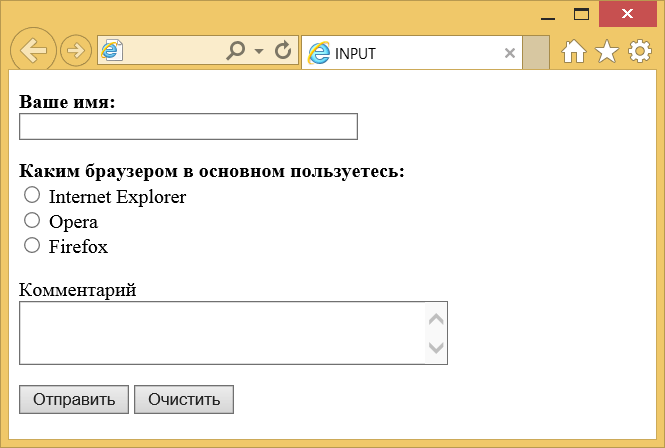 INPUT
Ваше имя:
Каким браузером в основном пользуетесь:
Internet Explorer
Opera
Firefox
Комментарий
Отправить Очистить